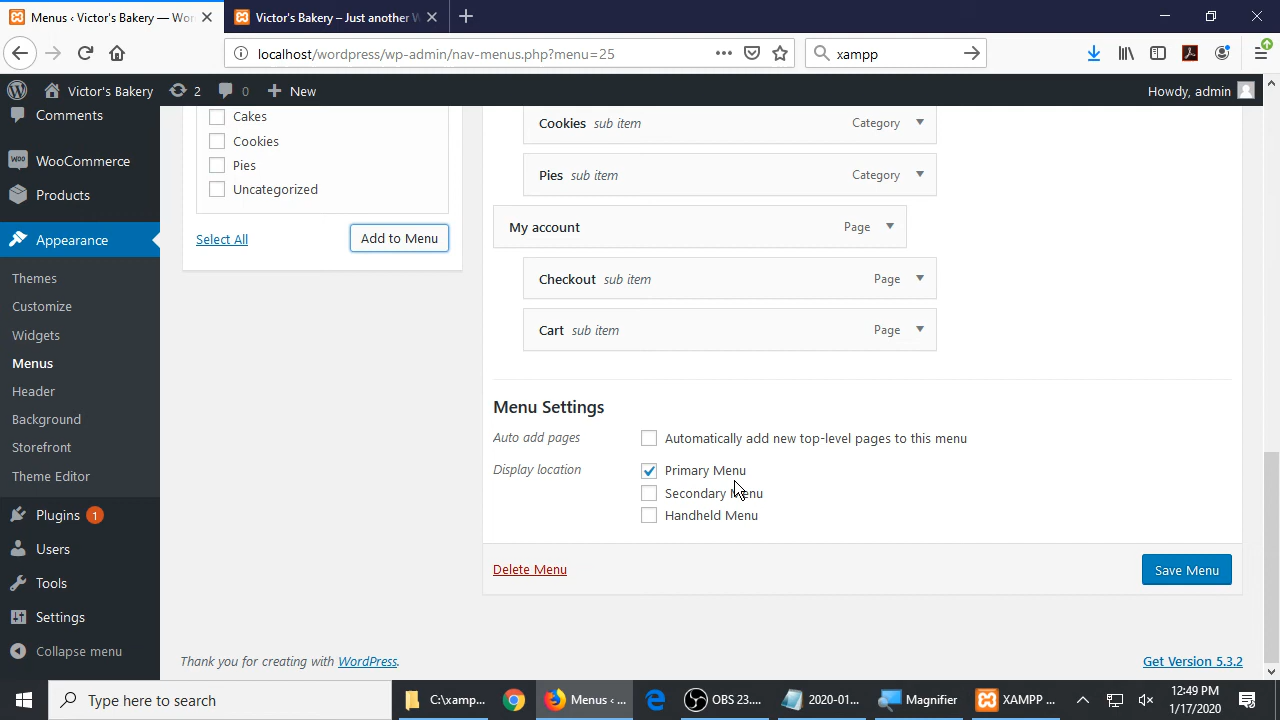 Menus ‹ Victor's Bakery — Wor
Victor's Bakery – Just another W
localhost/wordpress/wp-admin/nav-menus.php?menu=25
xampp
Victor's Bakery
2
0
New
Howdy, admin
Comments
WooCommerce
Products
Appearance
Themes
Customize
Widgets
Menus
Header
Background
Storefront
Theme Editor
Plugins 1
Users
Tools
Settings
Collapse menu
Cakes
Cookies
Pies
Uncategorized
Select All
Add to Menu
Cookies sub item Category
Pies sub item Category
My account Page
Checkout sub item Page
Cart sub item Page
Menu Settings
Auto add pages
Automatically add new top-level pages to this menu
Display location
Primary Menu
Secondary Menu
Handheld Menu
Delete Menu
Save Menu
Thank you for creating with WordPress.
Get Version 5.3.2
Type here to search
C:\xamp...
Menus ‹ ...
OBS 23....
2020-01...
Magnifier
XAMPP ...
12:49 PM
1/17/2020